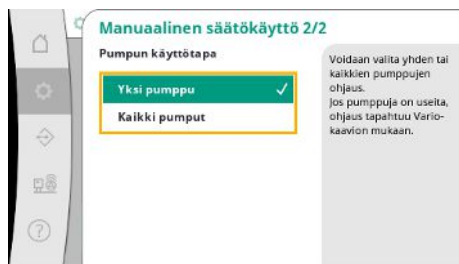 Manuaalinen säätökäyttö 2/2
Pumpun käyttötapa
Yksi pumppu
Kaikki pumput
Voidaan valita yhden tai
kaikkien pumppujen
ohjaus.
Jos pumppuja on useita,
ohjaus tapahtuu Vario-
kaavion mukaan.